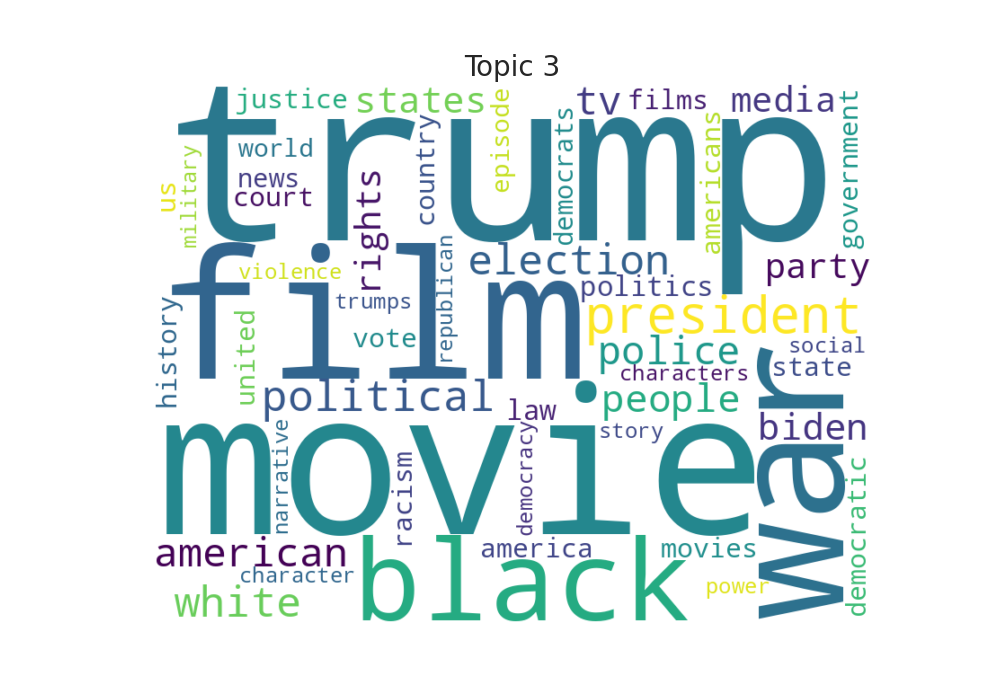 Topic 3
trump
justice
states
episode
tv
films
media
democrats
americans
government
world
news
court
us
military
rights
country
film
violence
trumps
vote
republican
election
politics
party
president
history
united
police
social
characters
state
political
law
people
story
biden
war
movie
narrative
racism
democracy
american
character
america
movies
democratic
white
black
power